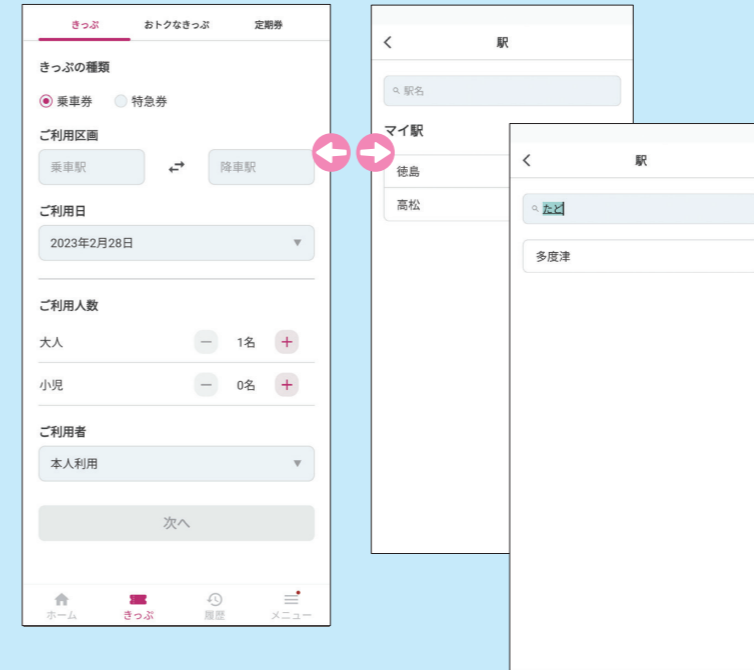 きっぷ おトクなきっぷ 定期券
きっぷの種類
乗車券 特急券
ご利用区画
乗車駅 降車駅
ご利用日
2023年2月28日
ご利用人数
大人 1名
小児 0名
ご利用者
本人利用
次へ
ホーム きっぷ 履歴 メニュー
駅
駅名
マイ駅
徳島
高松
駅
たど
多度津